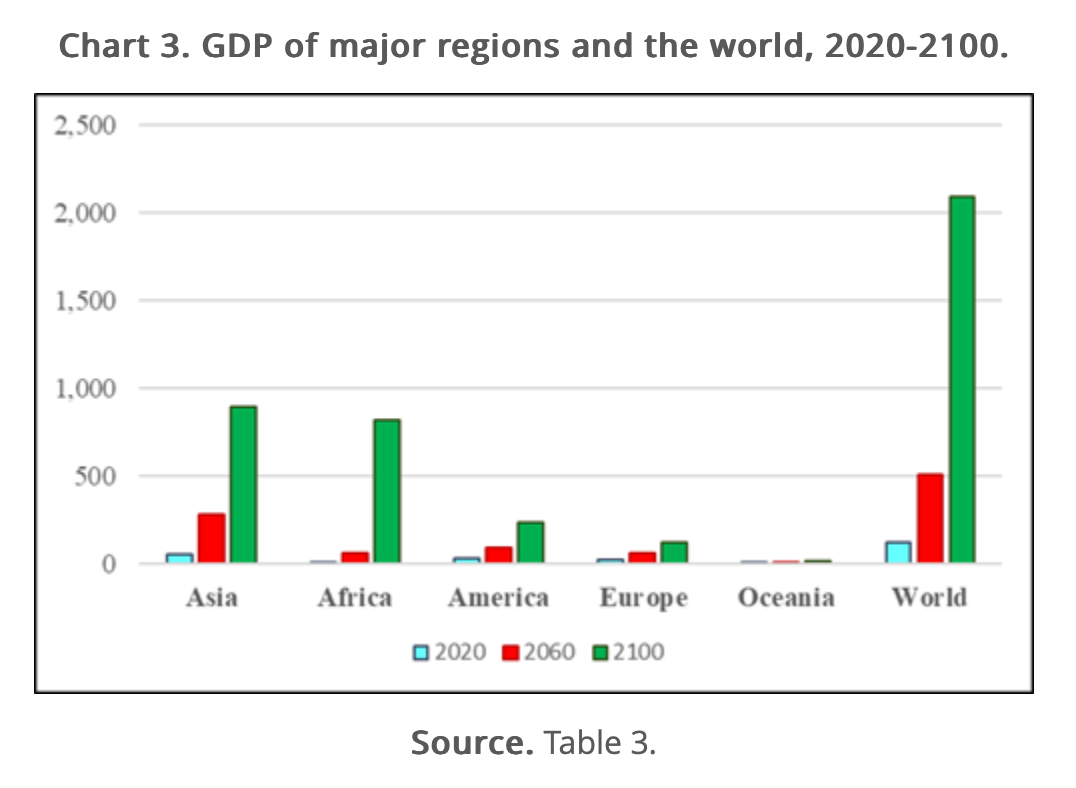 Chart 3. GDP of major regions and the world, 2020-2100.
2,500
2,000
1,500
1,000
500
0
Asia Africa America Europe Oceania World
2020 2060 2100
Source. Table 3.